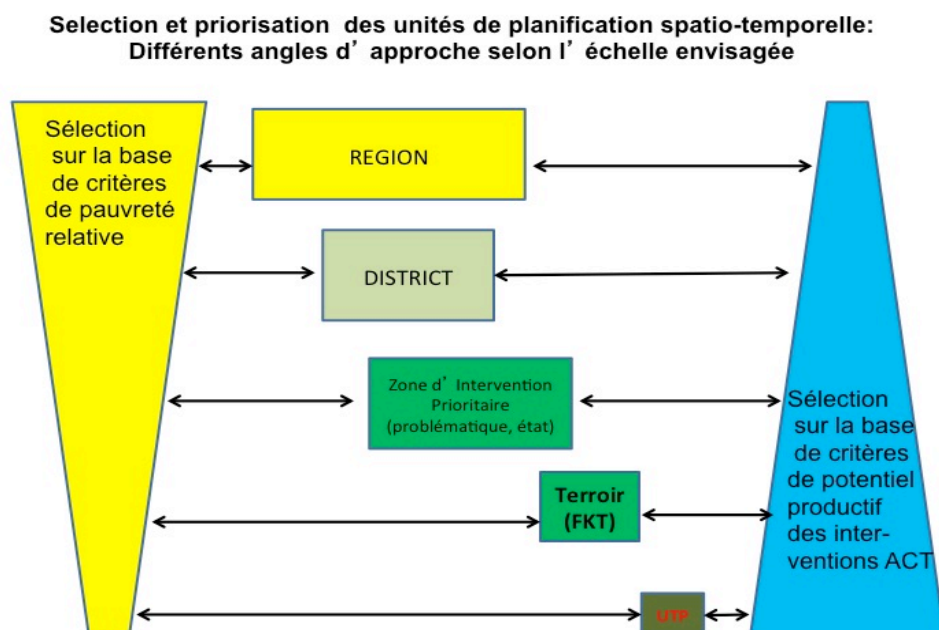 Selection et priorisation des unités de planification spatio-temporelle:
Différents angles d’ approche selon l’ échelle envisagée
Sélection
sur la base
de critères
de pauvreté
relative
REGION
DISTRICT
Zone d’ Intervention
Prioritaire
(problématique, état)
Terroir
(FKT)
UTP
Sélection
sur la base
de critères
de potentiel
productif
des inter-
ventions ACT